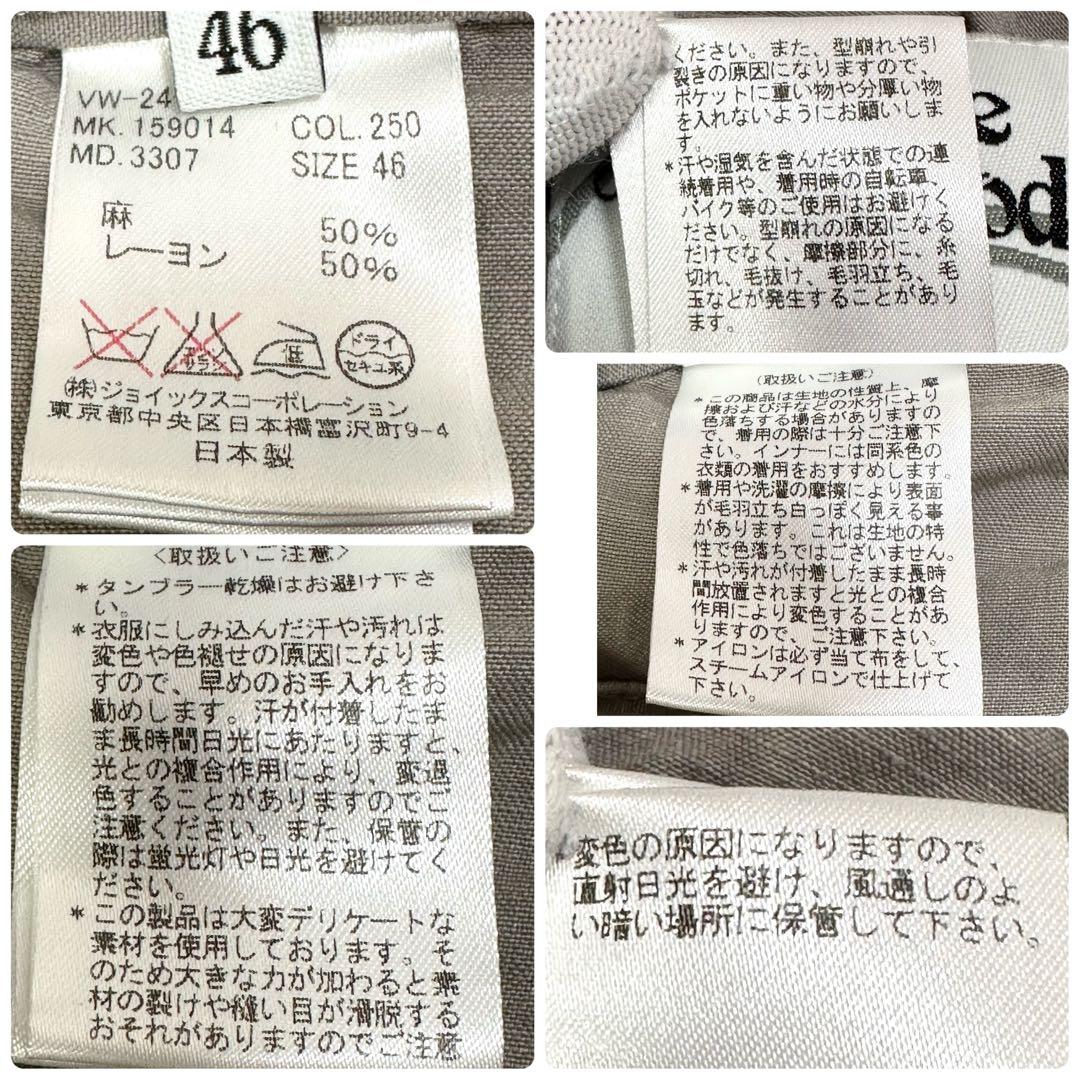 46
VW-24
MK. 159014 COL. 250
MD. 3307 SIZE 46
麻 50%
レーヨン 50%
ドライ
セキユ系
低
(株)ジョイックスコーポレーション
東京都中央区日本橋富沢町9-4
日本製
ください。また、型崩れや引
裂きの原因になりますので、
ポケットに重い物や分厚い物
を入れないようにお願いしま
す。
*汗や湿気を含んだ状態での連
続着用や、着用時の自転車、
バイク等のご使用はお避けく
ださい。型崩れの原因になる
だけでなく、摩擦部分に、糸
切れ、毛抜け、毛羽立ち、毛
玉などが発生することがあり
ます。
e
od
(取扱いご注意)
*この商品は生地の性質上、摩
擦および汗などの水分により
色落ちする場合がありますの
で、着用の際は十分ご注意下
さい。インナーには同系色の
衣類の着用をおすすめします。
*着用や洗濯の摩擦により表面
が毛羽立ち白っぽく見える事
があります。これは生地の特
性で色落ちではございません。
*汗や汚れが付着したまま長時
間放置されますと光との複合
作用により変色することがあ
りますので、ご注意下さい。
*アイロンは必ず当て布をして、
スチームアイロンで仕上げて
下さい。
<取扱いご注意>
*タンブラー乾燥はお避け下さ
い。
*衣服にしみ込んだ汗や汚れは
変色や色褪せの原因になりま
すので、早めのお手入れをお
勧めします。汗が付着したま
ま長時間日光にあたりますと、
光との複合作用により、変退
色することがありますのでご
注意ください。また、保管の
際は蛍光灯や日光を避けてく
ださい。
*この製品は大変デリケートな
素材を使用しております。そ
のため大きな力が加わると素
材の裂けや縫い目が滑脱する
おそれがありますのでご注意
変色の原因になりますので、
直射日光を避け、風通しのよ
い暗い場所に保管して下さい。